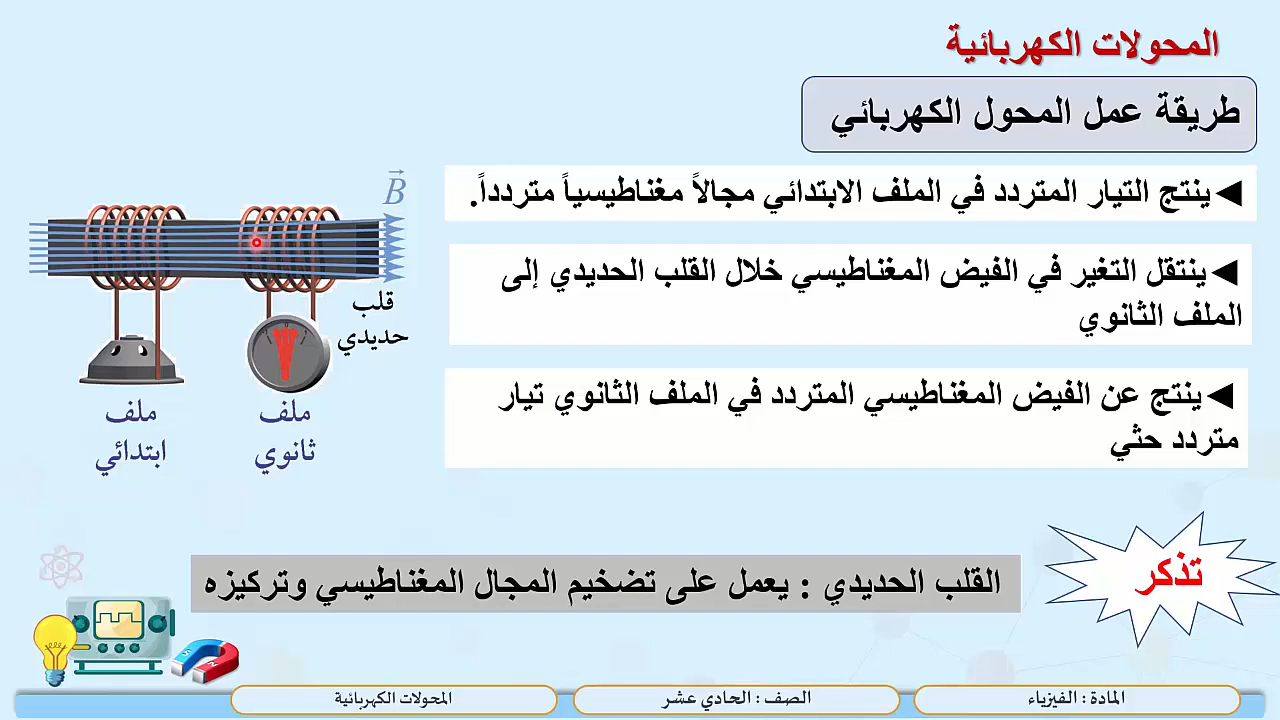 المحولات الكهربائية
طريقة عمل المحول الكهربائي
◄ينتج التيار المتردد في الملف الابتدائي مجالاً مغناطيسياً متردداً.
◄ينتقل التغير في الفيض المغناطيسي خلال القلب الحديدي إلى
الملف الثانوي
◄ينتج عن الفيض المغناطيسي المتردد في الملف الثانوي تيار
متردد حثي
B
قلب
حديدي
ملف
ثانوي
ملف
ابتدائي
تذكر
القلب الحديدي : يعمل على تضخيم المجال المغناطيسي وتركيزه
المادة : الفيزياء
الصف : الحادي عشر
المحولات الكهربائية